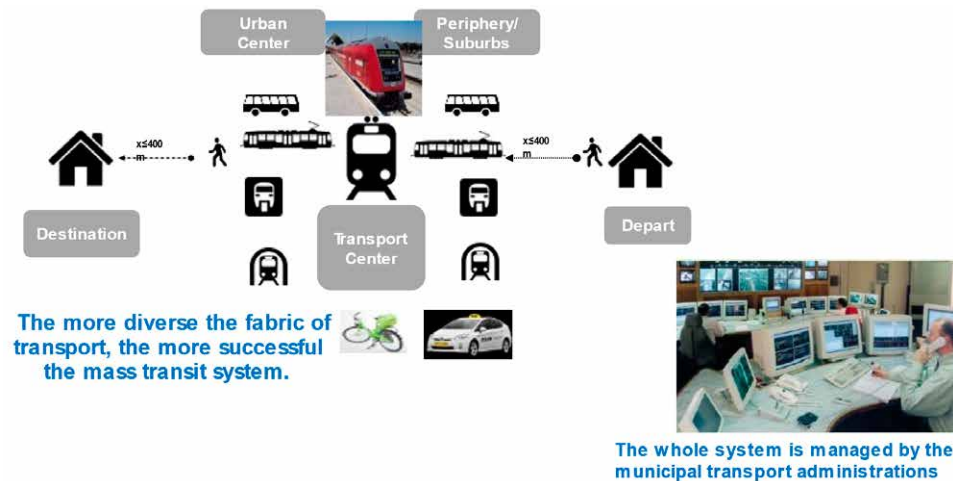 Urban
Center
Periphery/
Suburbs
x≤400
m
x≤400
m
Destination
Transport
Center
Depart
The more diverse the fabric of
transport, the more successful
the mass transit system.
The whole system is managed by the
municipal transport administrations